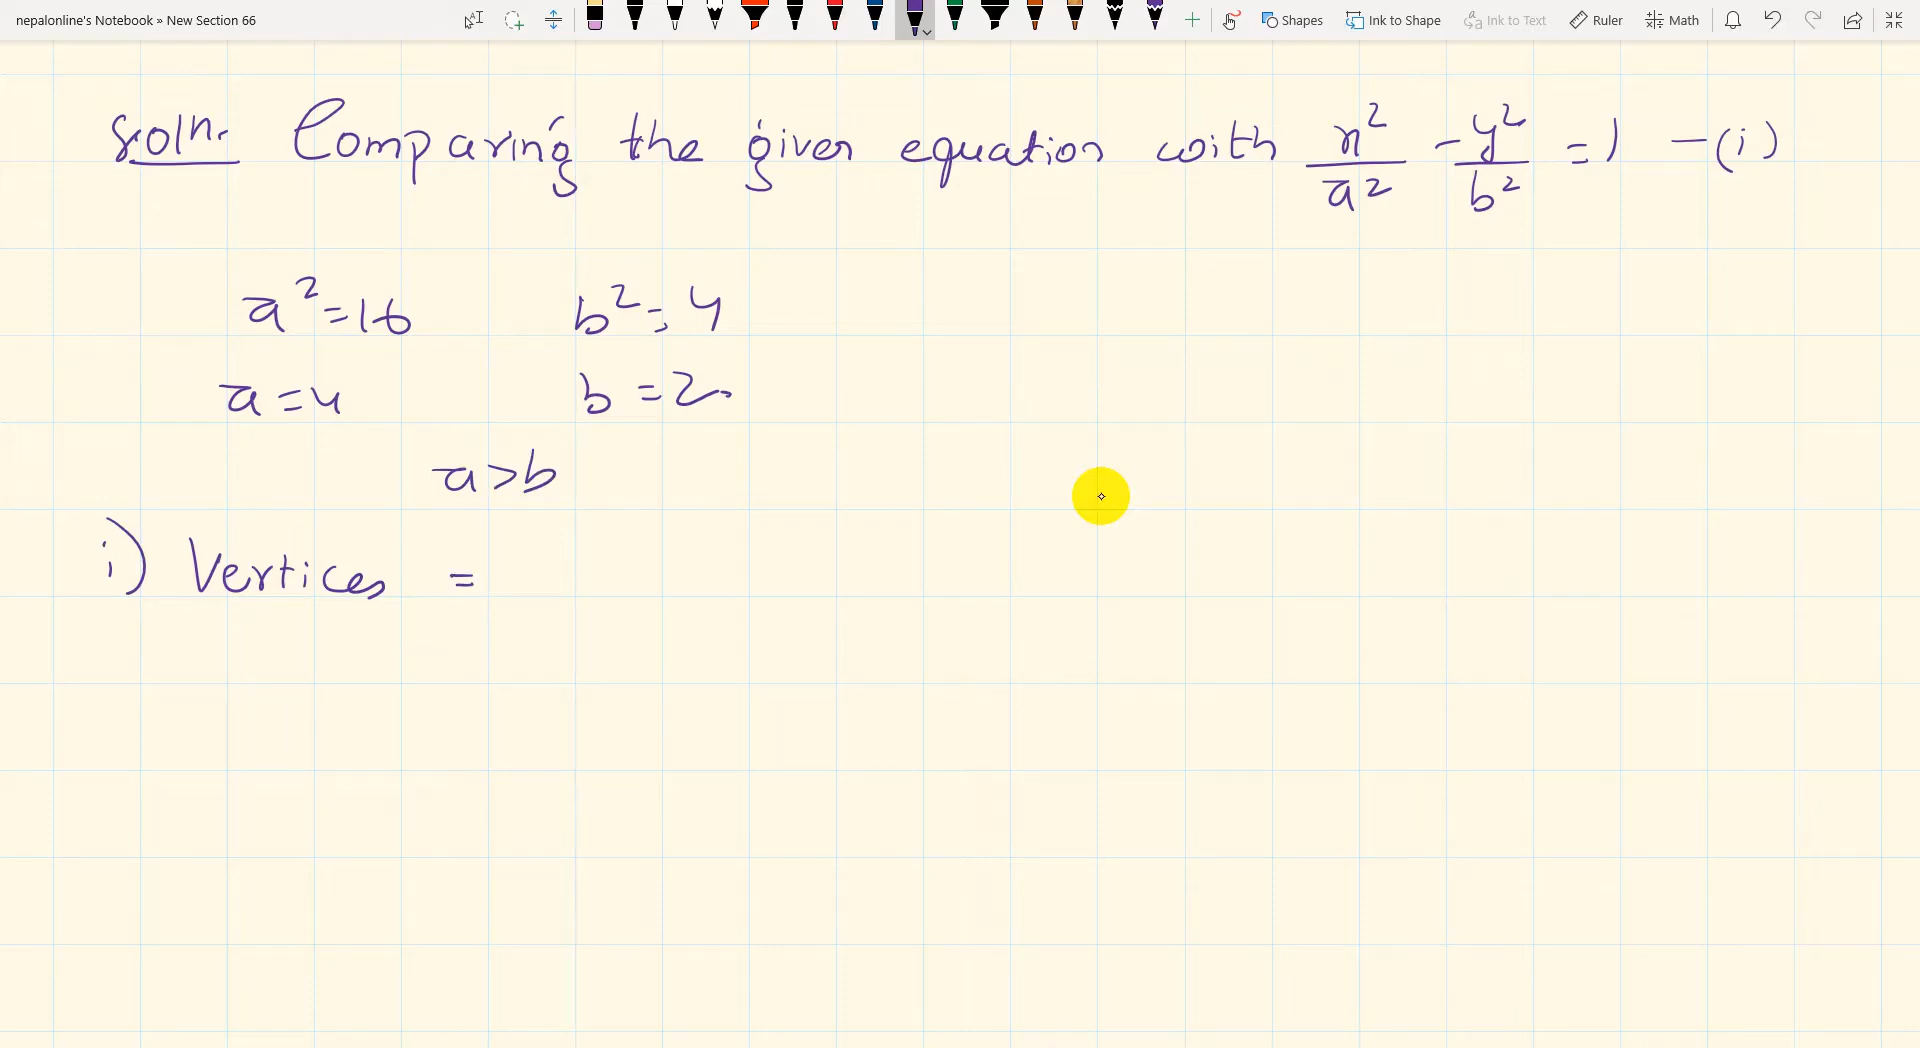 nepalonline's Notebook » New Section 66
Shapes Ink to Shape Ink to Text Ruler Math
Soln. Comparing the given equation with x²/a² - y²/b² = 1 - (i)
a² = 16 b² = 4
a = 4 b = 2
a > b
i) Vertices =